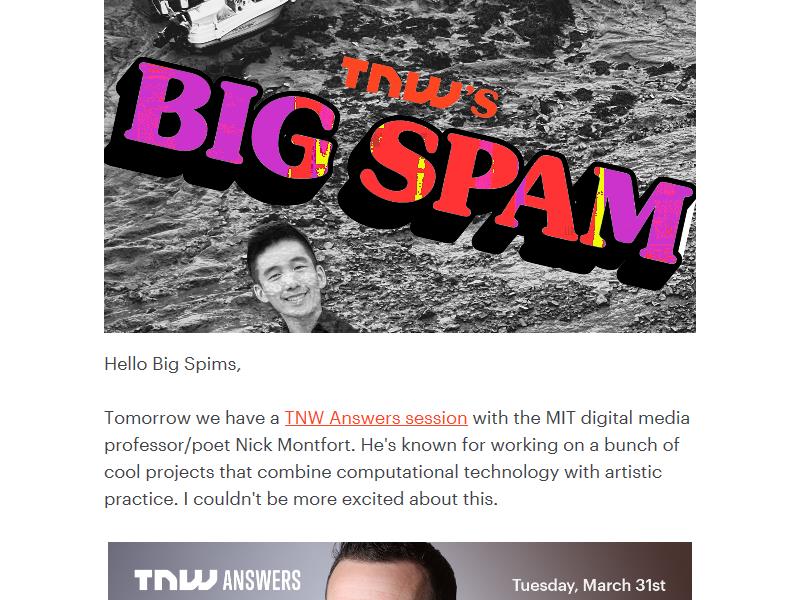 TNW's
BIG SPAM
Hello Big Spims,
Tomorrow we have a TNW Answers session with the MIT digital media
professor/poet Nick Montfort. He's known for working on a bunch of
cool projects that combine computational technology with artistic
practice. I couldn't be more excited about this.
TNW ANSWERS
Tuesday, March 31st